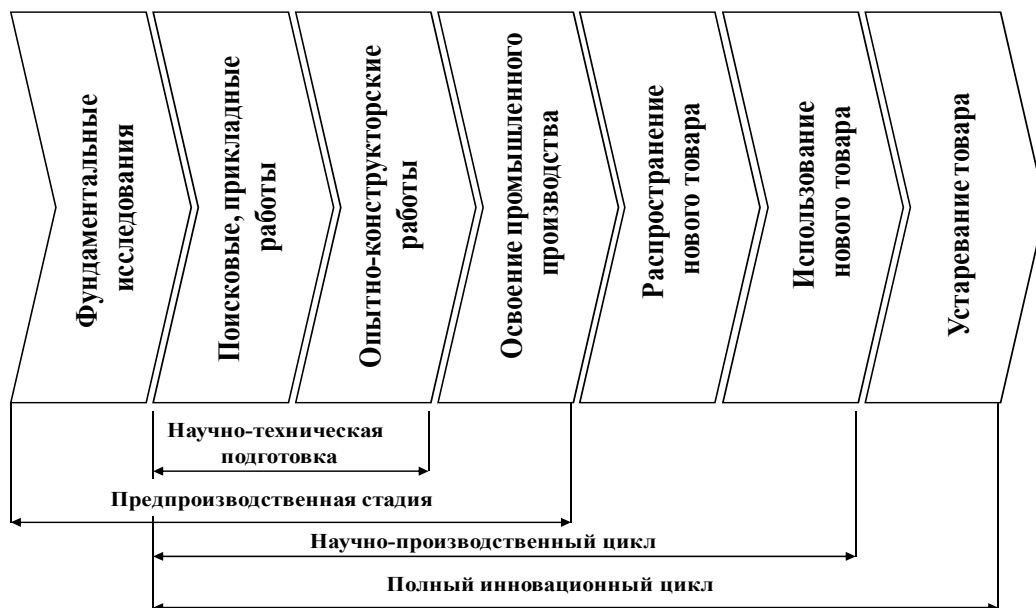 Фундаментальные
исследования
Поисковые, прикладные
работы
Опытно-конструкторские
работы
Освоение промышленного
производства
Распространение
нового товара
Использование
нового товара
Устаревание товара
Научно-техническая
подготовка
Предпроизводственная стадия
Научно-производственный цикл
Полный инновационный цикл